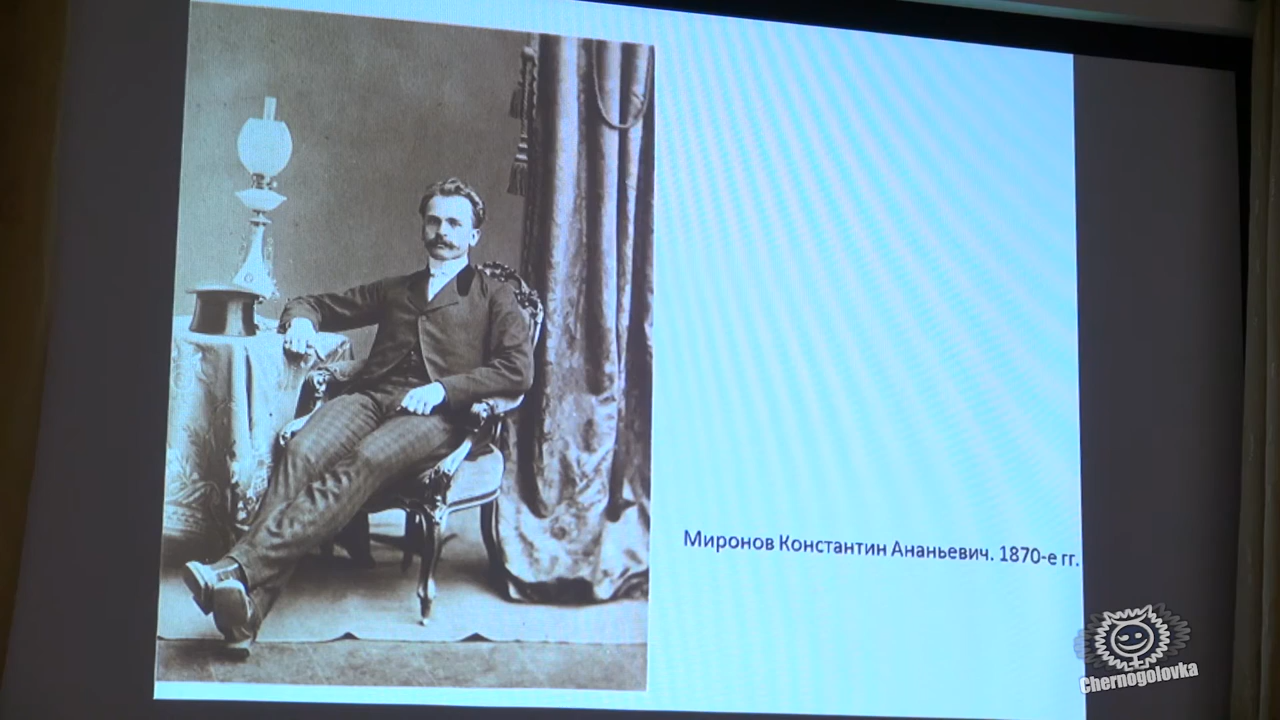 Миронов Константин Ананьевич. 1870-е гг.
Chernogolovka